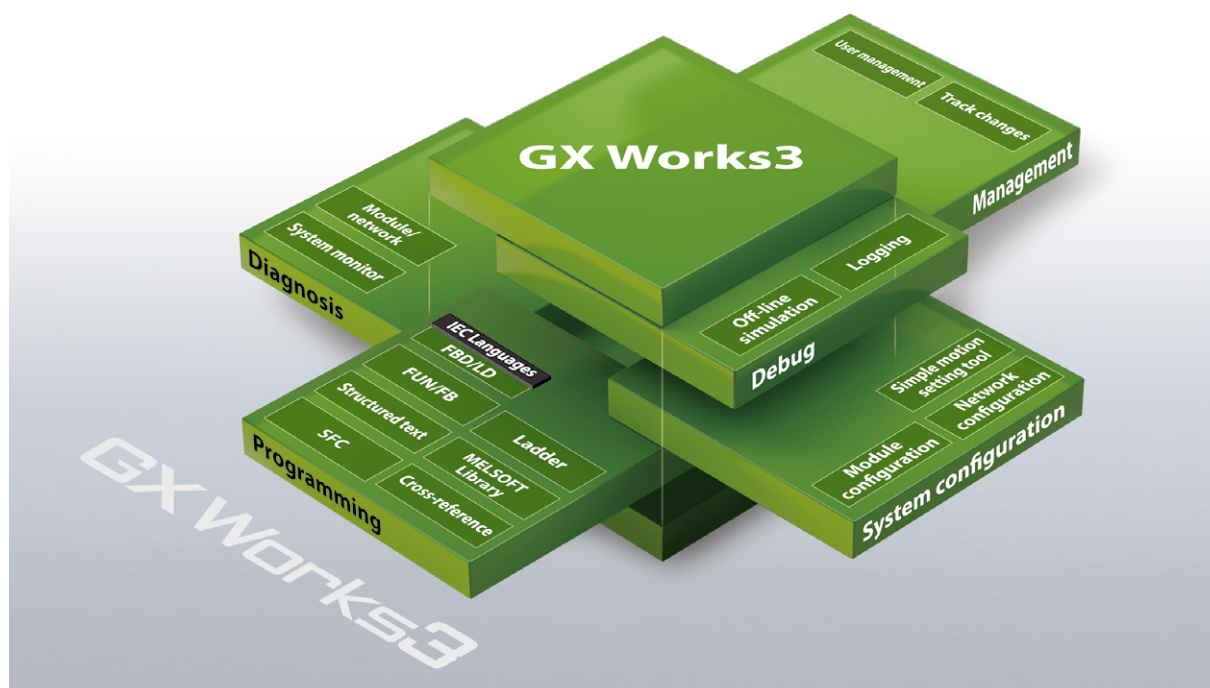 GX Works3
User management
Track changes
Management
Module/
network
System monitor
Diagnosis
Logging
Off-line
simulation
Debug
IEC Languages
FBD/LD
FUN/FB
Structured text
SFC
Ladder
MELSOFT
Library
Cross-reference
Programming
Simple motion
setting tool
Network
configuration
Module
configuration
System configuration
GX Works3